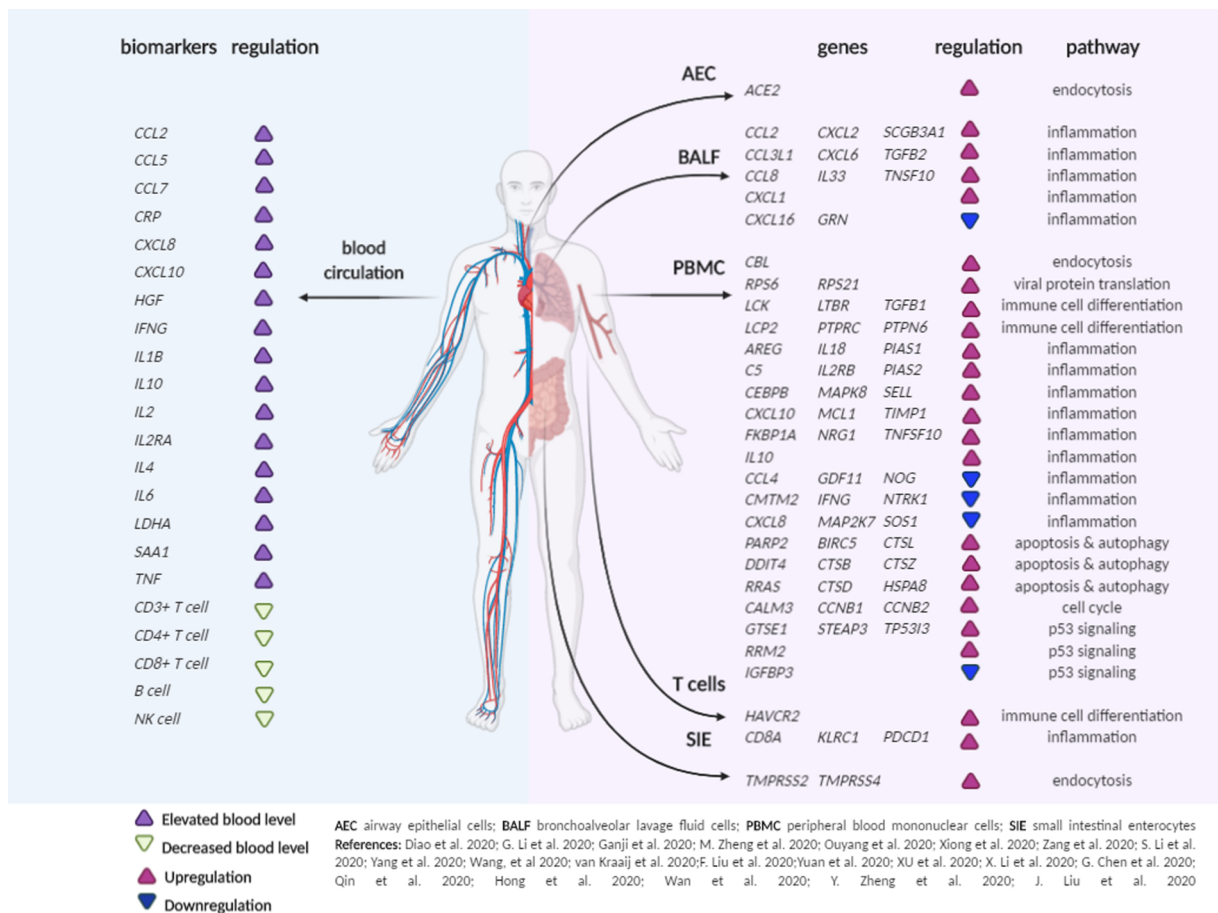 biomarkers regulation
genes regulation pathway
CCL2
CCL5
CCL7
CRP
CXCL8
CXCL10
HGF
IFNG
IL1B
IL10
IL2
IL2RA
IL4
IL6
LDHA
SAA1
TNF
CD3+ T cell
CD4+ T cell
CD8+ T cell
B cell
NK cell
blood
circulation
AEC
ACE2 endocytosis
BALF
CCL2 CXCL2 SCGB3A1 inflammation
CCL3L1 CXCL6 TGFB2 inflammation
CCL8 IL33 TNSF10 inflammation
CXCL1 inflammation
CXCL16 GRN inflammation
PBMC
CBL endocytosis
RPS6 RPS21 viral protein translation
LCK LTBR TGFB1 immune cell differentiation
LCP2 PTPRC PTPN6 immune cell differentiation
AREG IL18 PIAS1 inflammation
C5 IL2RB PIAS2 inflammation
CEBPB MAPK8 SELL inflammation
CXCL10 MCL1 TIMP1 inflammation
FKBP1A NRG1 TNFSF10 inflammation
IL10 inflammation
CCL4 GDF11 NOG inflammation
CMTM2 IFNG NTRK1 inflammation
CXCL8 MAP2K7 SOS1 inflammation
PARP2 BIRC5 CTSL apoptosis & autophagy
DDIT4 CTSB CTSZ apoptosis & autophagy
RRAS CTSD HSPA8 apoptosis & autophagy
CALM3 CCNB1 CCNB2 cell cycle
GTSE1 STEAP3 TP53I3 p53 signaling
RRM2 p53 signaling
IGFBP3 p53 signaling
T cells
HAVCR2 immune cell differentiation
CD8A KLRC1 PDCD1 inflammation
SIE
TMPRSS2 TMPRSS4 endocytosis
Elevated blood level
Decreased blood level
Upregulation
Downregulation
AEC airway epithelial cells; BALF bronchoalveolar lavage fluid cells; PBMC peripheral blood mononuclear cells; SIE small intestinal enterocytes
References: Diao et al. 2020; G. Li et al. 2020; Ganji et al. 2020; M. Zheng et al. 2020; Ouyang et al. 2020; Xiong et al. 2020; Zang et al. 2020; S. Li et al.
2020; Yang et al. 2020; Wang, et al 2020; van Kraaij et al. 2020;F. Liu et al. 2020;Yuan et al. 2020; XU et al. 2020; X. Li et al. 2020; G. Chen et al. 2020;
Qin et al. 2020; Hong et al. 2020; Wan et al. 2020; Y. Zheng et al. 2020; J. Liu et al. 2020